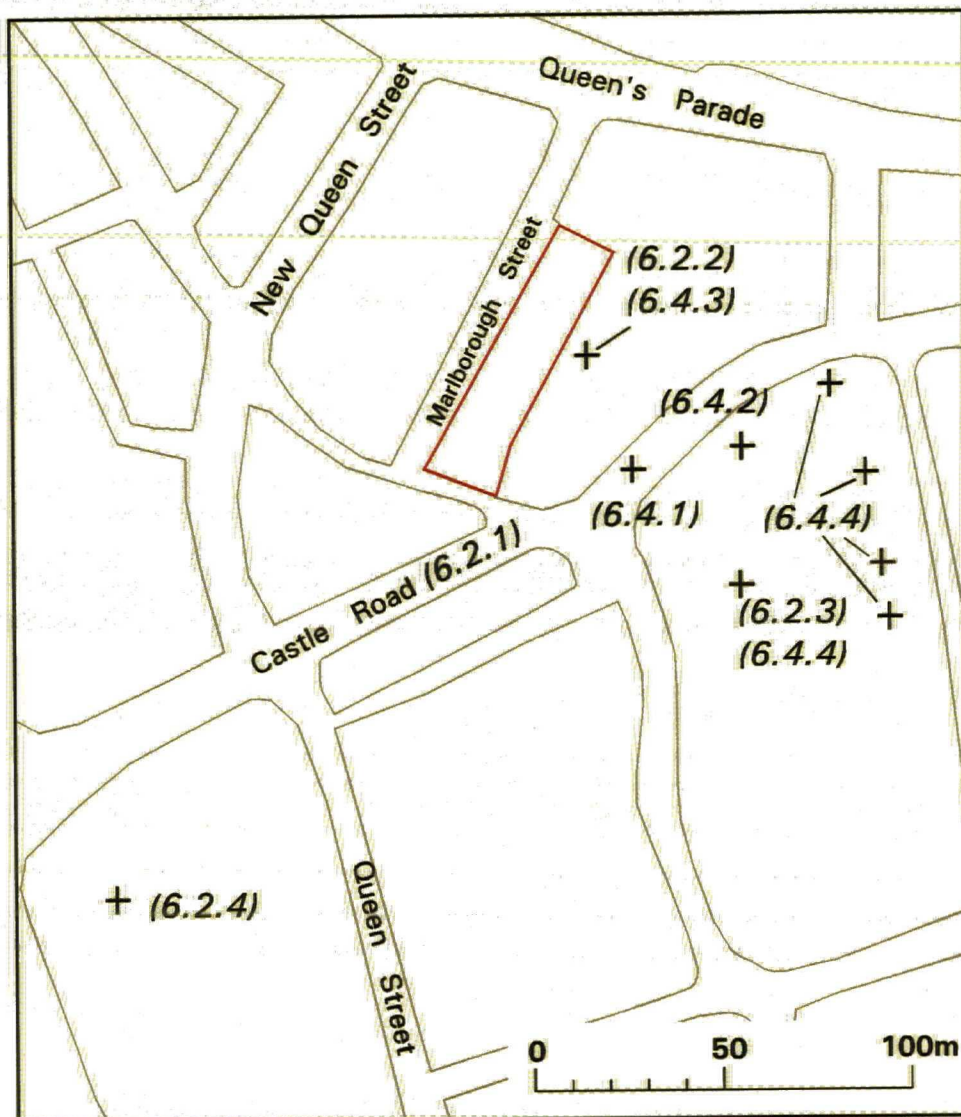 Queen's Parade
New Queen Street
Marlborough Street
(6.2.2)
(6.4.3)
(6.4.2)
(6.4.1)
(6.4.4)
Castle Road (6.2.1)
(6.2.3)
(6.4.4)
(6.2.4)
Queen Street
0 50 100m